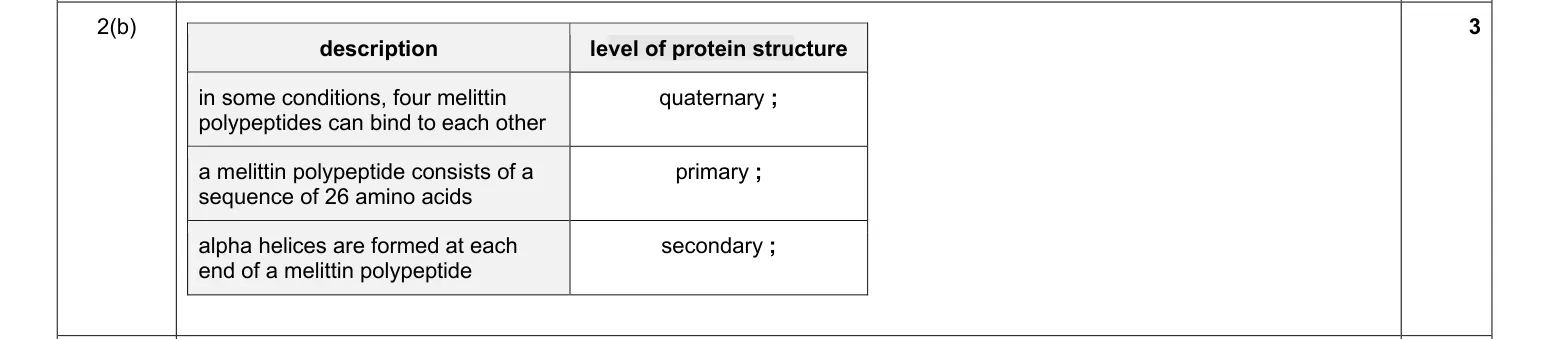 2(b)
3
description
level of protein structure
in some conditions, four melittin
polypeptides can bind to each other
quaternary ;
a melittin polypeptide consists of a
sequence of 26 amino acids
primary ;
alpha helices are formed at each
end of a melittin polypeptide
secondary ;